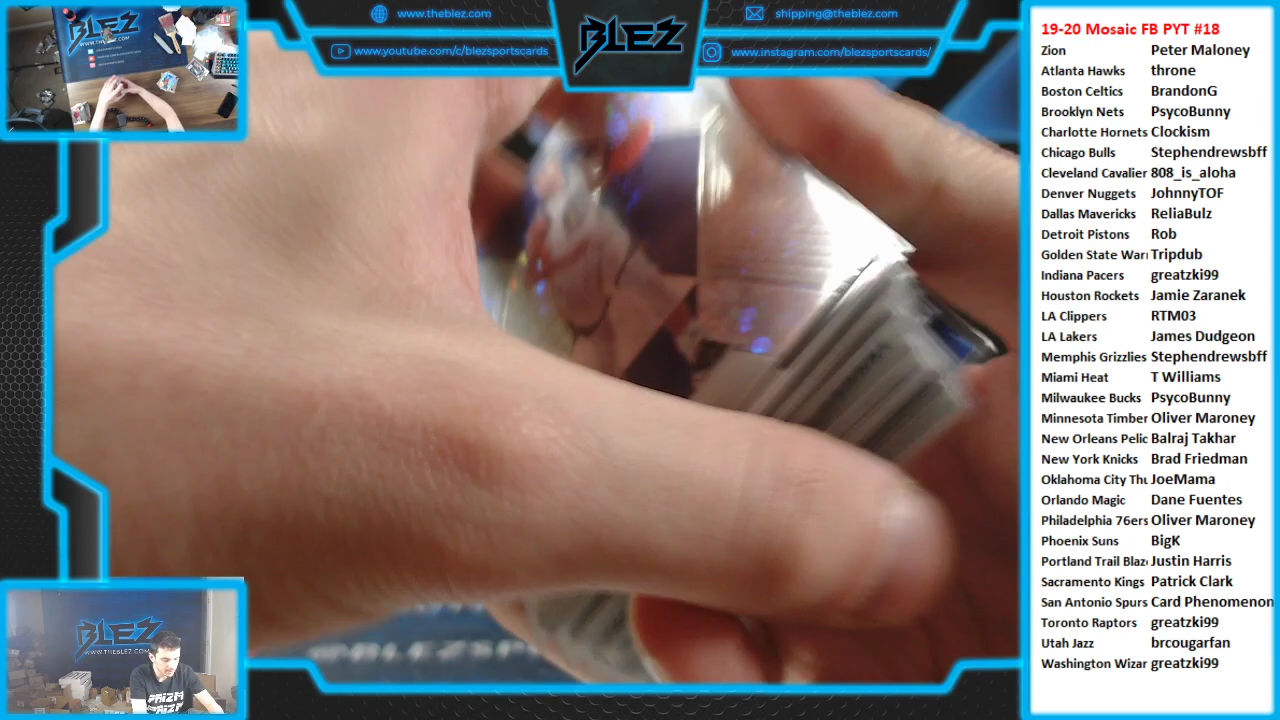 www.theblez.com
www.youtube.com/c/blezsportscards
BLEZ
shipping@theblez.com
www.instagram.com/blezsportscards/
BLEZ
WWW.THEBLEZ.COM
BLEZ
WWW.THEBLEZ.COM
PRIZM
19-20 Mosaic FB PYT #18
Zion Peter Maloney
Atlanta Hawks throne
Boston Celtics BrandonG
Brooklyn Nets PsycoBunny
Charlotte Hornets Clockism
Chicago Bulls Stephendrewsbff
Cleveland Cavalier 808_is_aloha
Denver Nuggets JohnnyTOF
Dallas Mavericks ReliaBulz
Detroit Pistons Rob
Golden State Warr Tripdub
Indiana Pacers greatzki99
Houston Rockets Jamie Zaranek
LA Clippers RTM03
LA Lakers James Dudgeon
Memphis Grizzlies Stephendrewsbff
Miami Heat T Williams
Milwaukee Bucks PsycoBunny
Minnesota Timber Oliver Maroney
New Orleans Pelic Balraj Takhar
New York Knicks Brad Friedman
Oklahoma City Thu JoeMama
Orlando Magic Dane Fuentes
Philadelphia 76ers Oliver Maroney
Phoenix Suns BigK
Portland Trail Blaz Justin Harris
Sacramento Kings Patrick Clark
San Antonio Spurs Card Phenomenon
Toronto Raptors greatzki99
Utah Jazz brcougarfan
Washington Wizar greatzki99